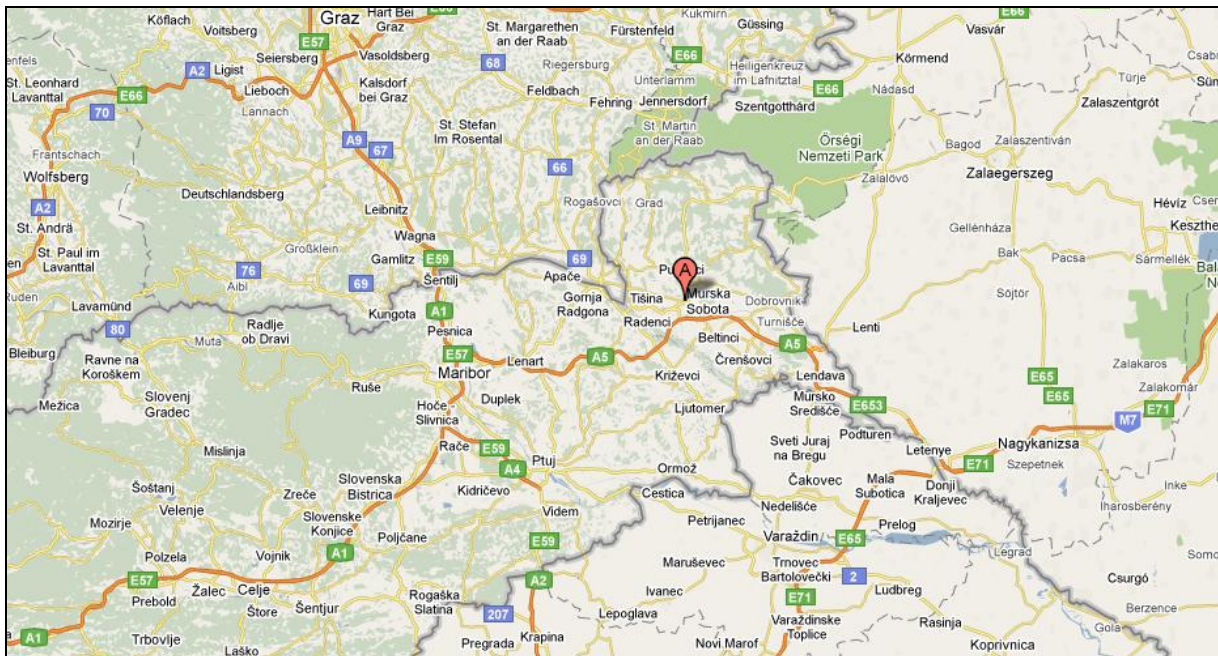 Köflach
Voitsberg
Graz
Hart Bei
Graz
E66
St. Margarethen
an der Raab
Kukmirn
Güssing
Fürstenfeld
E66
Vasvár
E57
Seiersberg
Vasoldsberg
68
Riegersburg
E66
Heiligenkreuz
im Lafnitztal
Körmend
St. Leonhard
Lavanttal
A2
Ligist
Lieboch
Kalsdorf
bei Graz
Feldbach
Unterlamm
Fehring
Jennersdorf
E66
Nádasd
Türje
E66
70
Lannach
Szentgotthárd
Zalaszentgrót
St. Stefan
Im Rosental
St. Martin
an der Raab
Őrségi
Nemzeti Park
Bagod
Zalaszentiván
A9
67
Frantschach
Wolfsberg
66
Zalalövő
Zalaegerszeg
Deutschlandsberg
Rogašovci
Grad
Hévíz
A2
St. Andrä
Leibnitz
Wagna
Gellénháza
Keszthe
Großklein
St. Paul im
Lavanttal
Gamlitz
E59
69
Bak
Pacsa
Sármellék
76
Aibl
69
Šentilj
Apače
A
Ruden
Lavamünd
Gornja
Radgona
Tišina
Murska
Sobota
Dobrovnik
Söjtör
80
Kungota
A1
Radenci
Turnišče
Lenti
Radlje
ob Dravi
Pesnica
Beltinci
Bleiburg
Muta
E57
Lenart
A5
Črenšovci
A5
Zalakaros
Ravne na
Koroškem
Maribor
Križevci
Lendava
E65
E65
Zalakomár
Mežica
Slovenj
Gradec
Ruše
Duplek
Mursko
Središče
E653
E71
Hoče
Slivnica
Ljutomer
M7
Mislinja
Rače
E59
Sveti Juraj
na Bregu
Podturen
Letenye
Nagykanizsa
A4
Ptuj
Ormož
E71
Szepetnek
Šoštanj
Slovenska
Bistrica
Kidričevo
Čakovec
Mala
Subotica
Donji
Kraljevec
Zreče
Cestica
Inke
Velenje
Nedelišće
Iharosberény
Mozirje
Slovenske
Konjice
Videm
Petrijanec
Prelog
Polzela
Vojnik
A1
Poljčane
E59
Varaždin
E65
Legrad
E57
Maruševec
Trnovec
Bartolovečki
2
Žalec
Celje
A2
Ivanec
Csurgó
Prebold
Rogaška
Slatina
E71
Ludbreg
Štore
Šentjur
207
Lepoglava
Berzence
A1
Trbovlje
Varaždinske
Toplice
Rasinja
Gola
Laško
Pregrada
Krapina
Novi Marof
Koprivnica